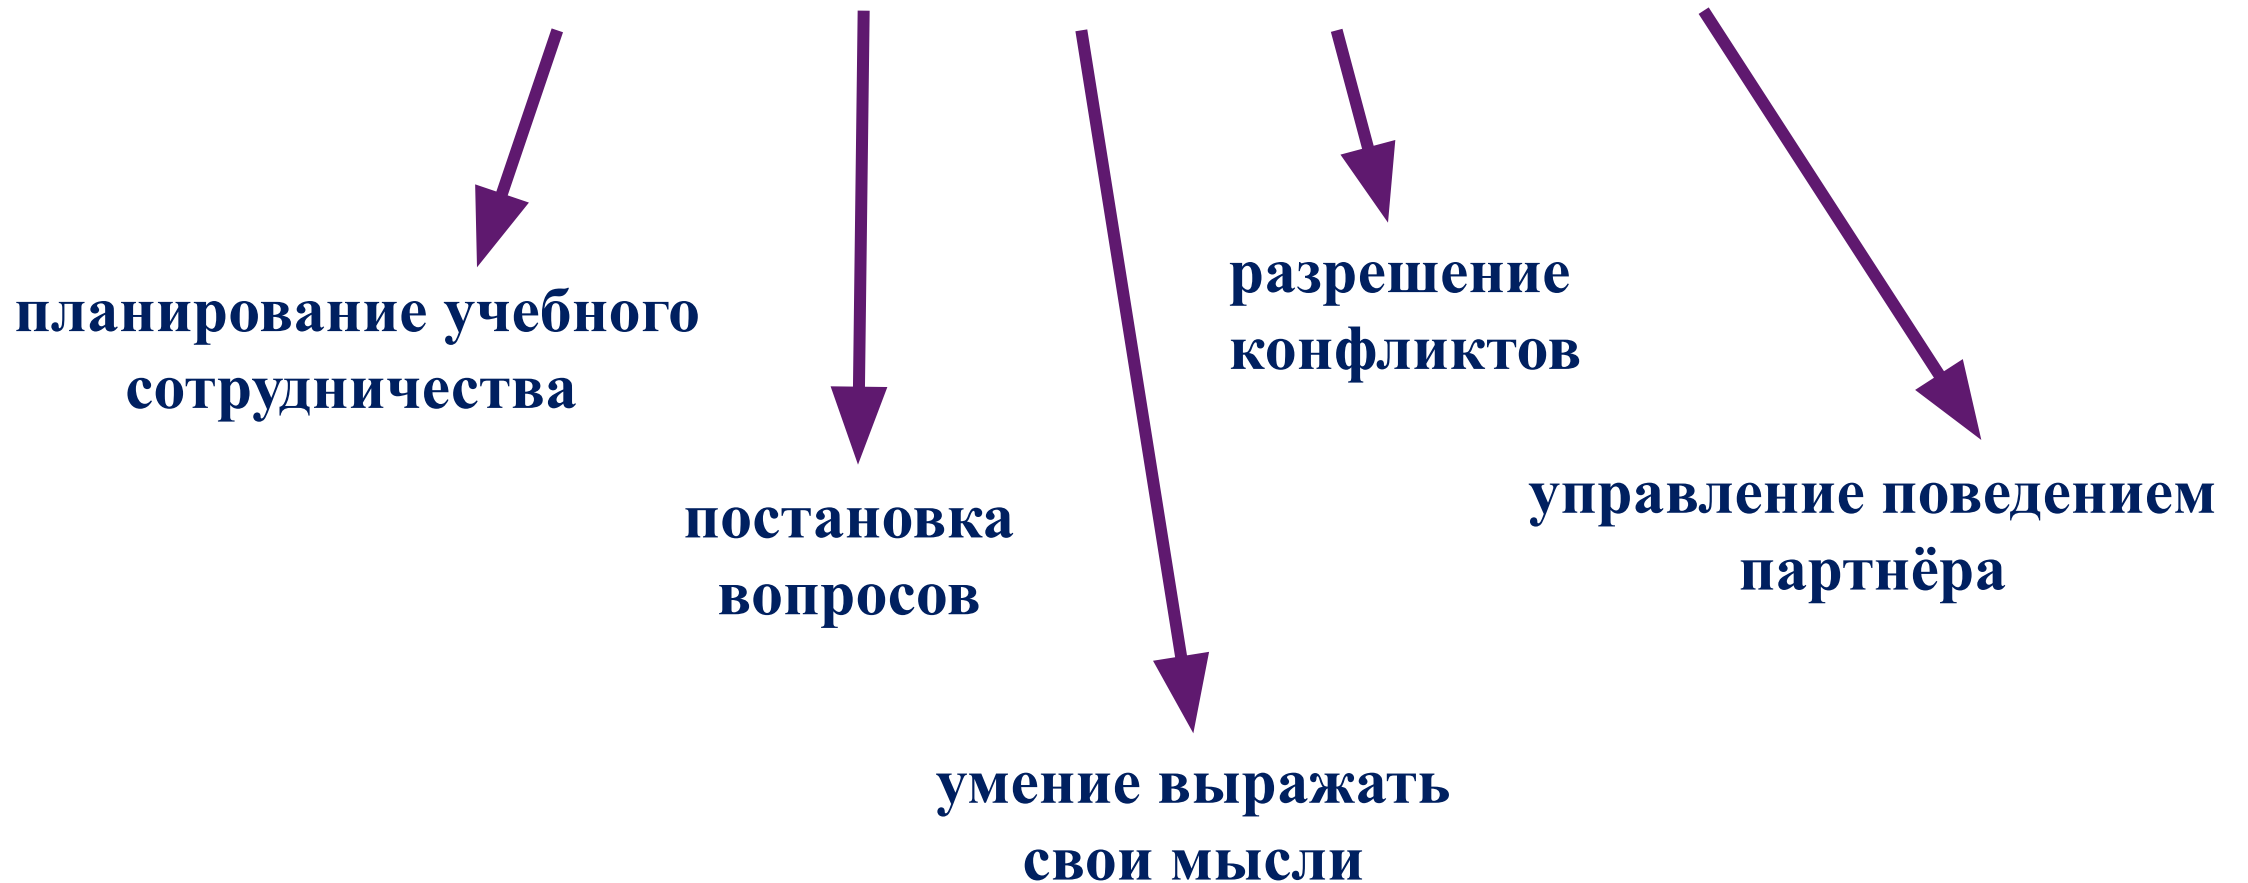 планирование учебного
сотрудничества
постановка
вопросов
умение выражать
свои мысли
разрешение
конфликтов
управление поведением
партнёра